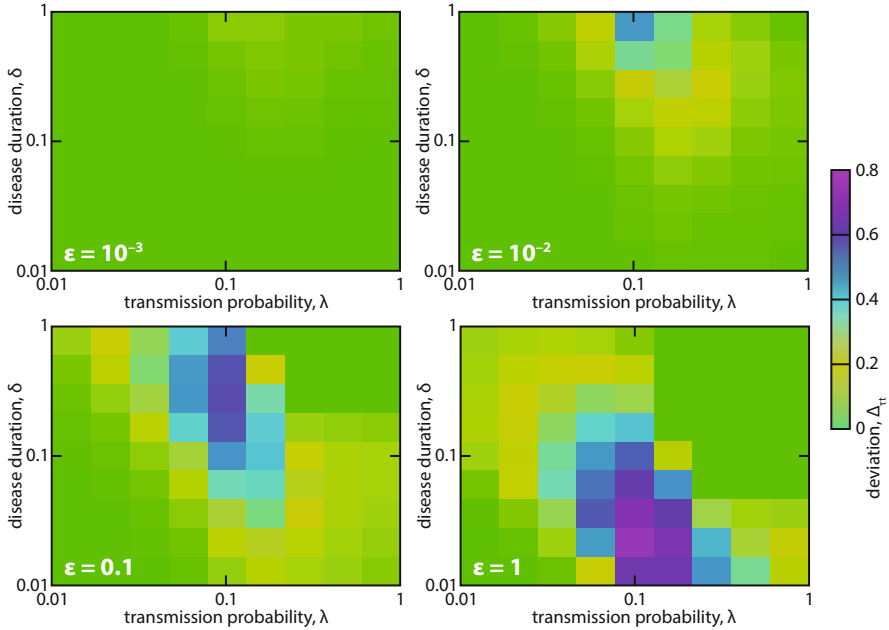 1
disease duration, δ
0.1
0.01
ε = 10⁻³
0.1
1
transmission probability, λ
1
disease duration, δ
0.1
0.01
ε = 10⁻²
0.01
0.1
1
transmission probability, λ
1
disease duration, δ
0.1
0.01
ε = 0.1
0.01
0.1
1
transmission probability, λ
1
disease duration, δ
0.1
0.01
ε = 1
0.01
0.1
1
transmission probability, λ
0.8
0.6
0.4
0.2
0
deviation, Δττ